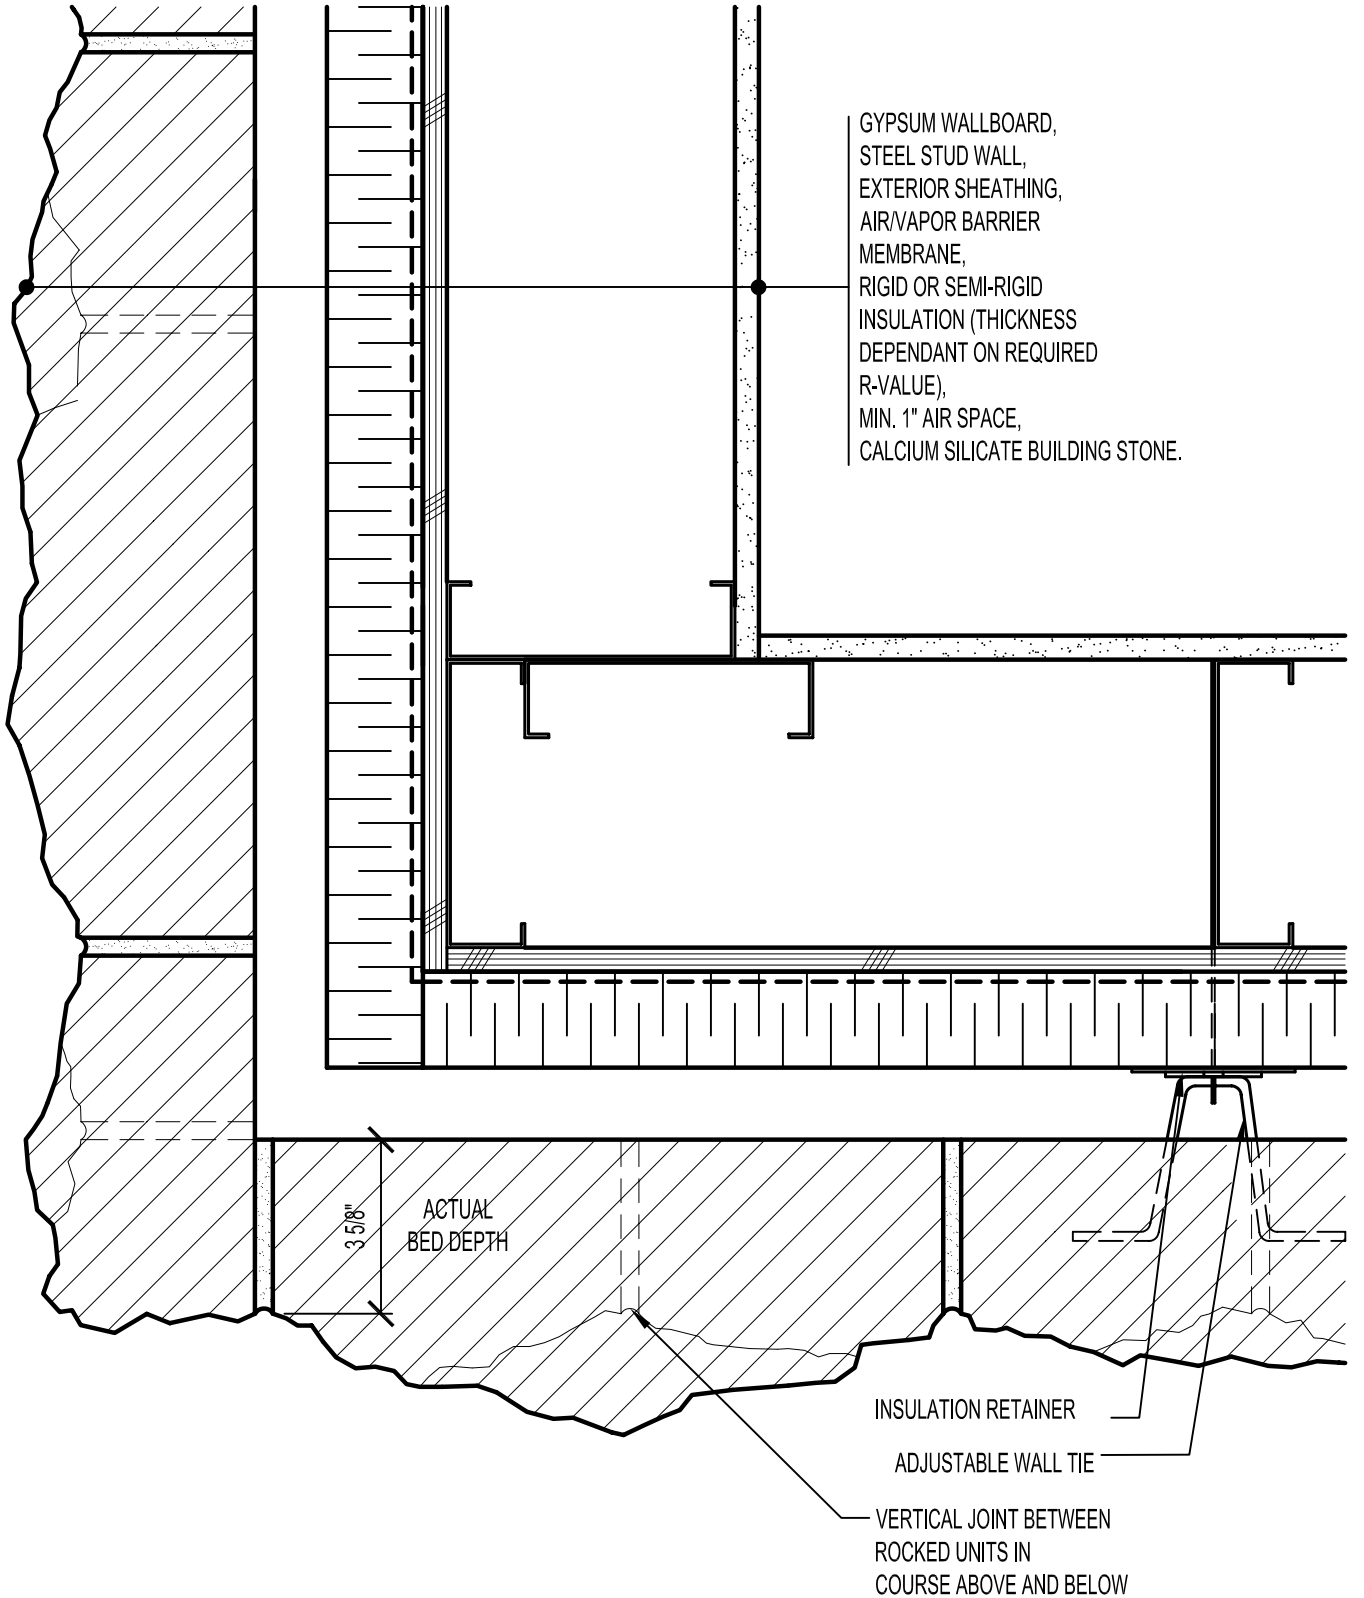 GYPSUM WALLBOARD,
STEEL STUD WALL,
EXTERIOR SHEATHING,
AIR/VAPOR BARRIER
MEMBRANE,
RIGID OR SEMI-RIGID
INSULATION (THICKNESS
DEPENDANT ON REQUIRED
R-VALUE),
MIN. 1" AIR SPACE,
CALCIUM SILICATE BUILDING STONE.
3 5/8"
ACTUAL
BED DEPTH
INSULATION RETAINER
ADJUSTABLE WALL TIE
VERTICAL JOINT BETWEEN
ROCKED UNITS IN
COURSE ABOVE AND BELOW